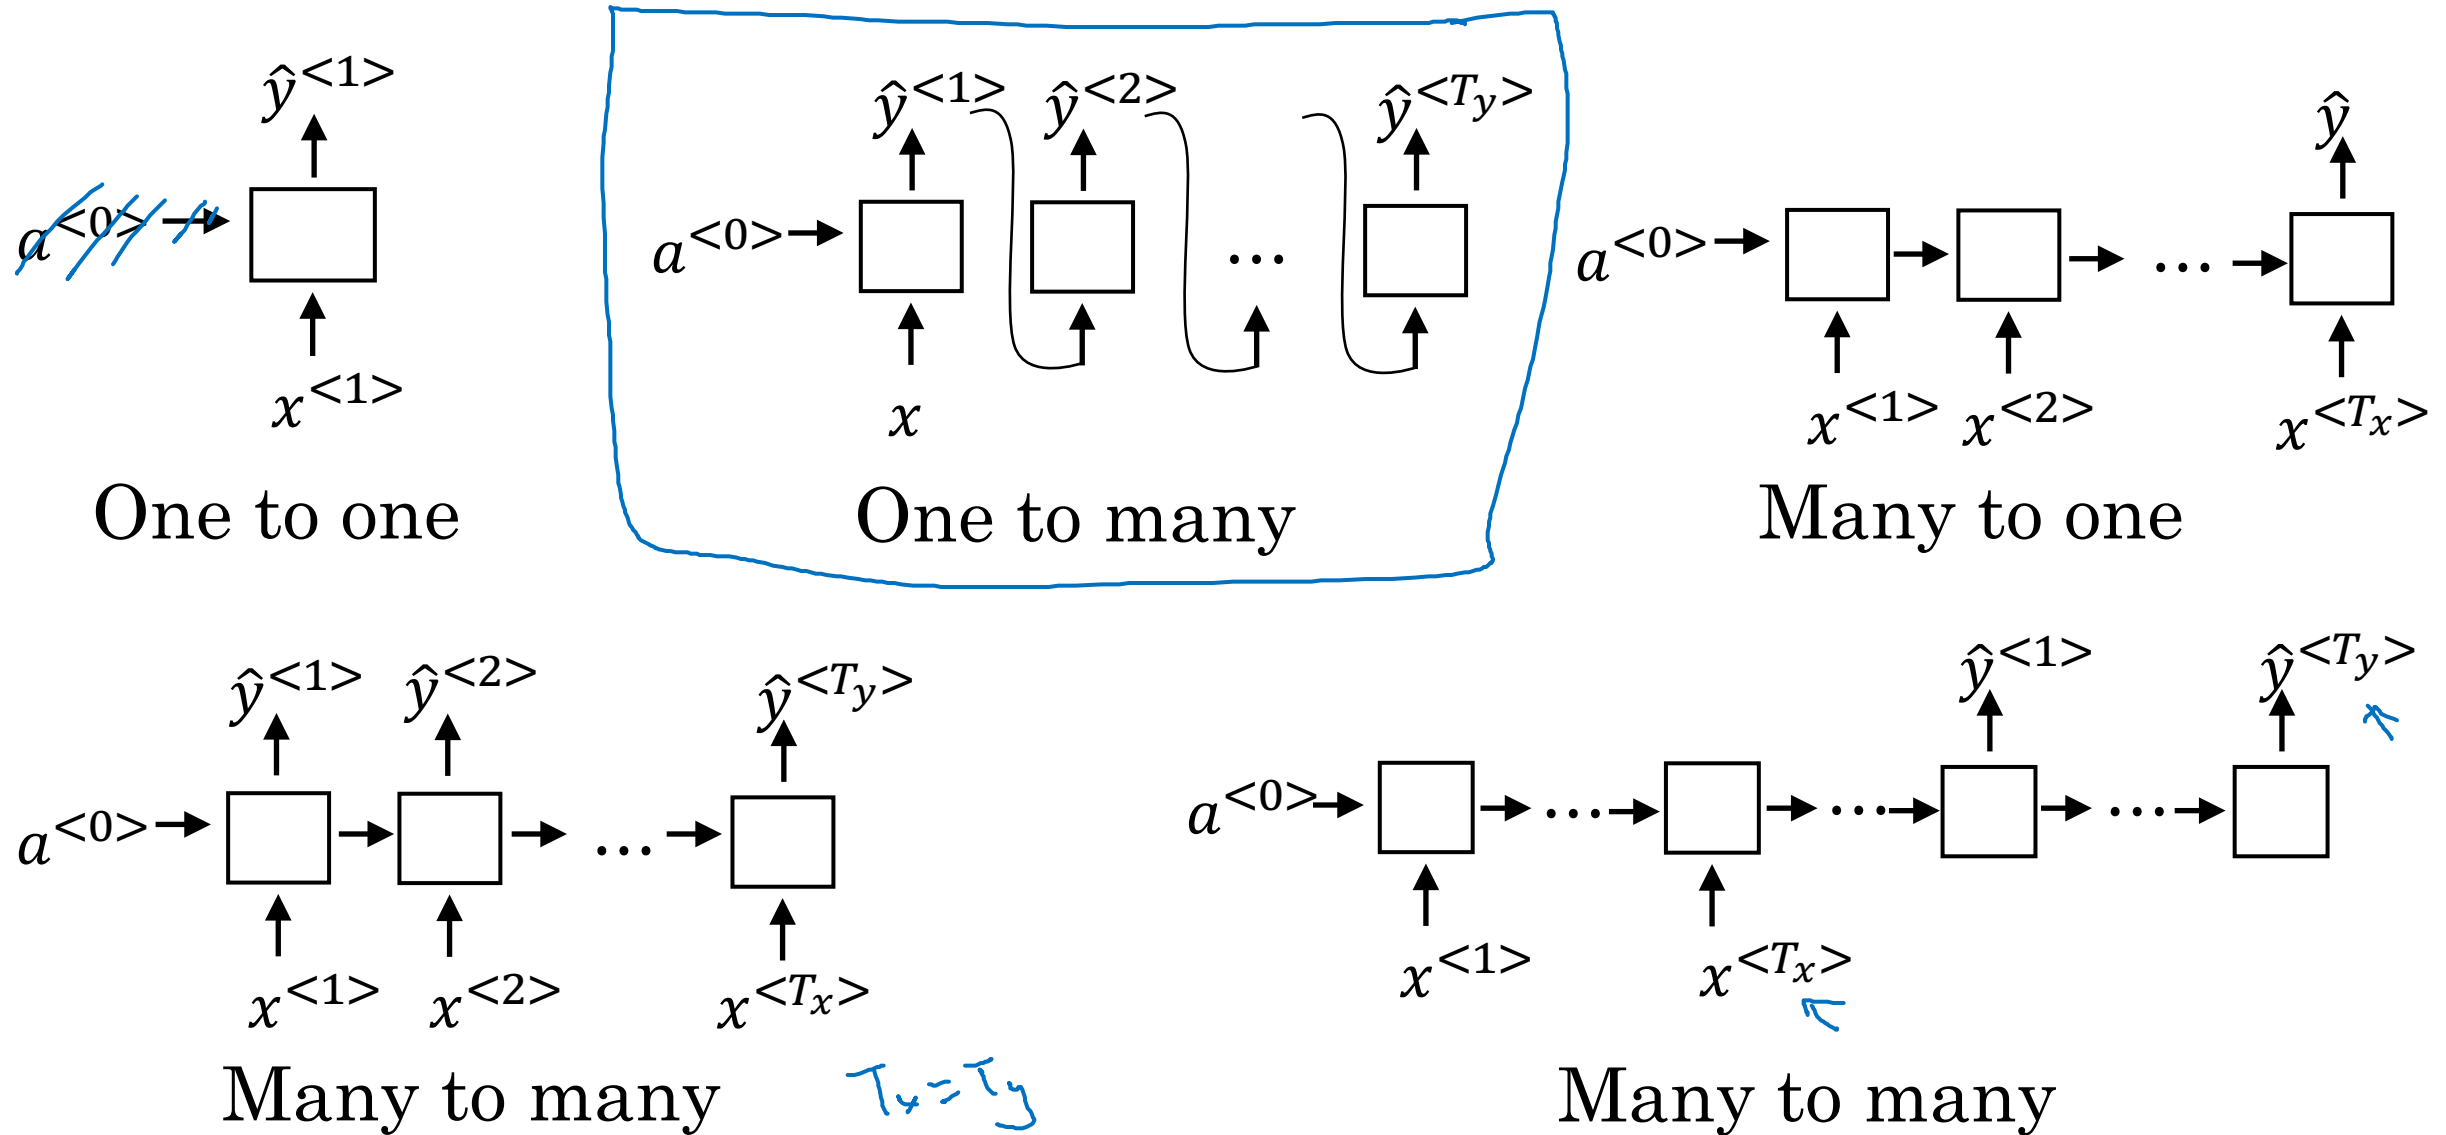 ŷ<1>
a<0>
x<1>
One to one
ŷ<1> ŷ<2> ŷ<Ty>
a<0> ...
x
One to many
ŷ
a<0> ...
x<1> x<2> x<Tx>
Many to one
ŷ<1> ŷ<2> ŷ<Ty>
a<0> ...
x<1> x<2> x<Tx>
Many to many
Tx=Ty
ŷ<1> ŷ<Ty>
a<0> ... ... ...
x<1> x<Tx>
Many to many